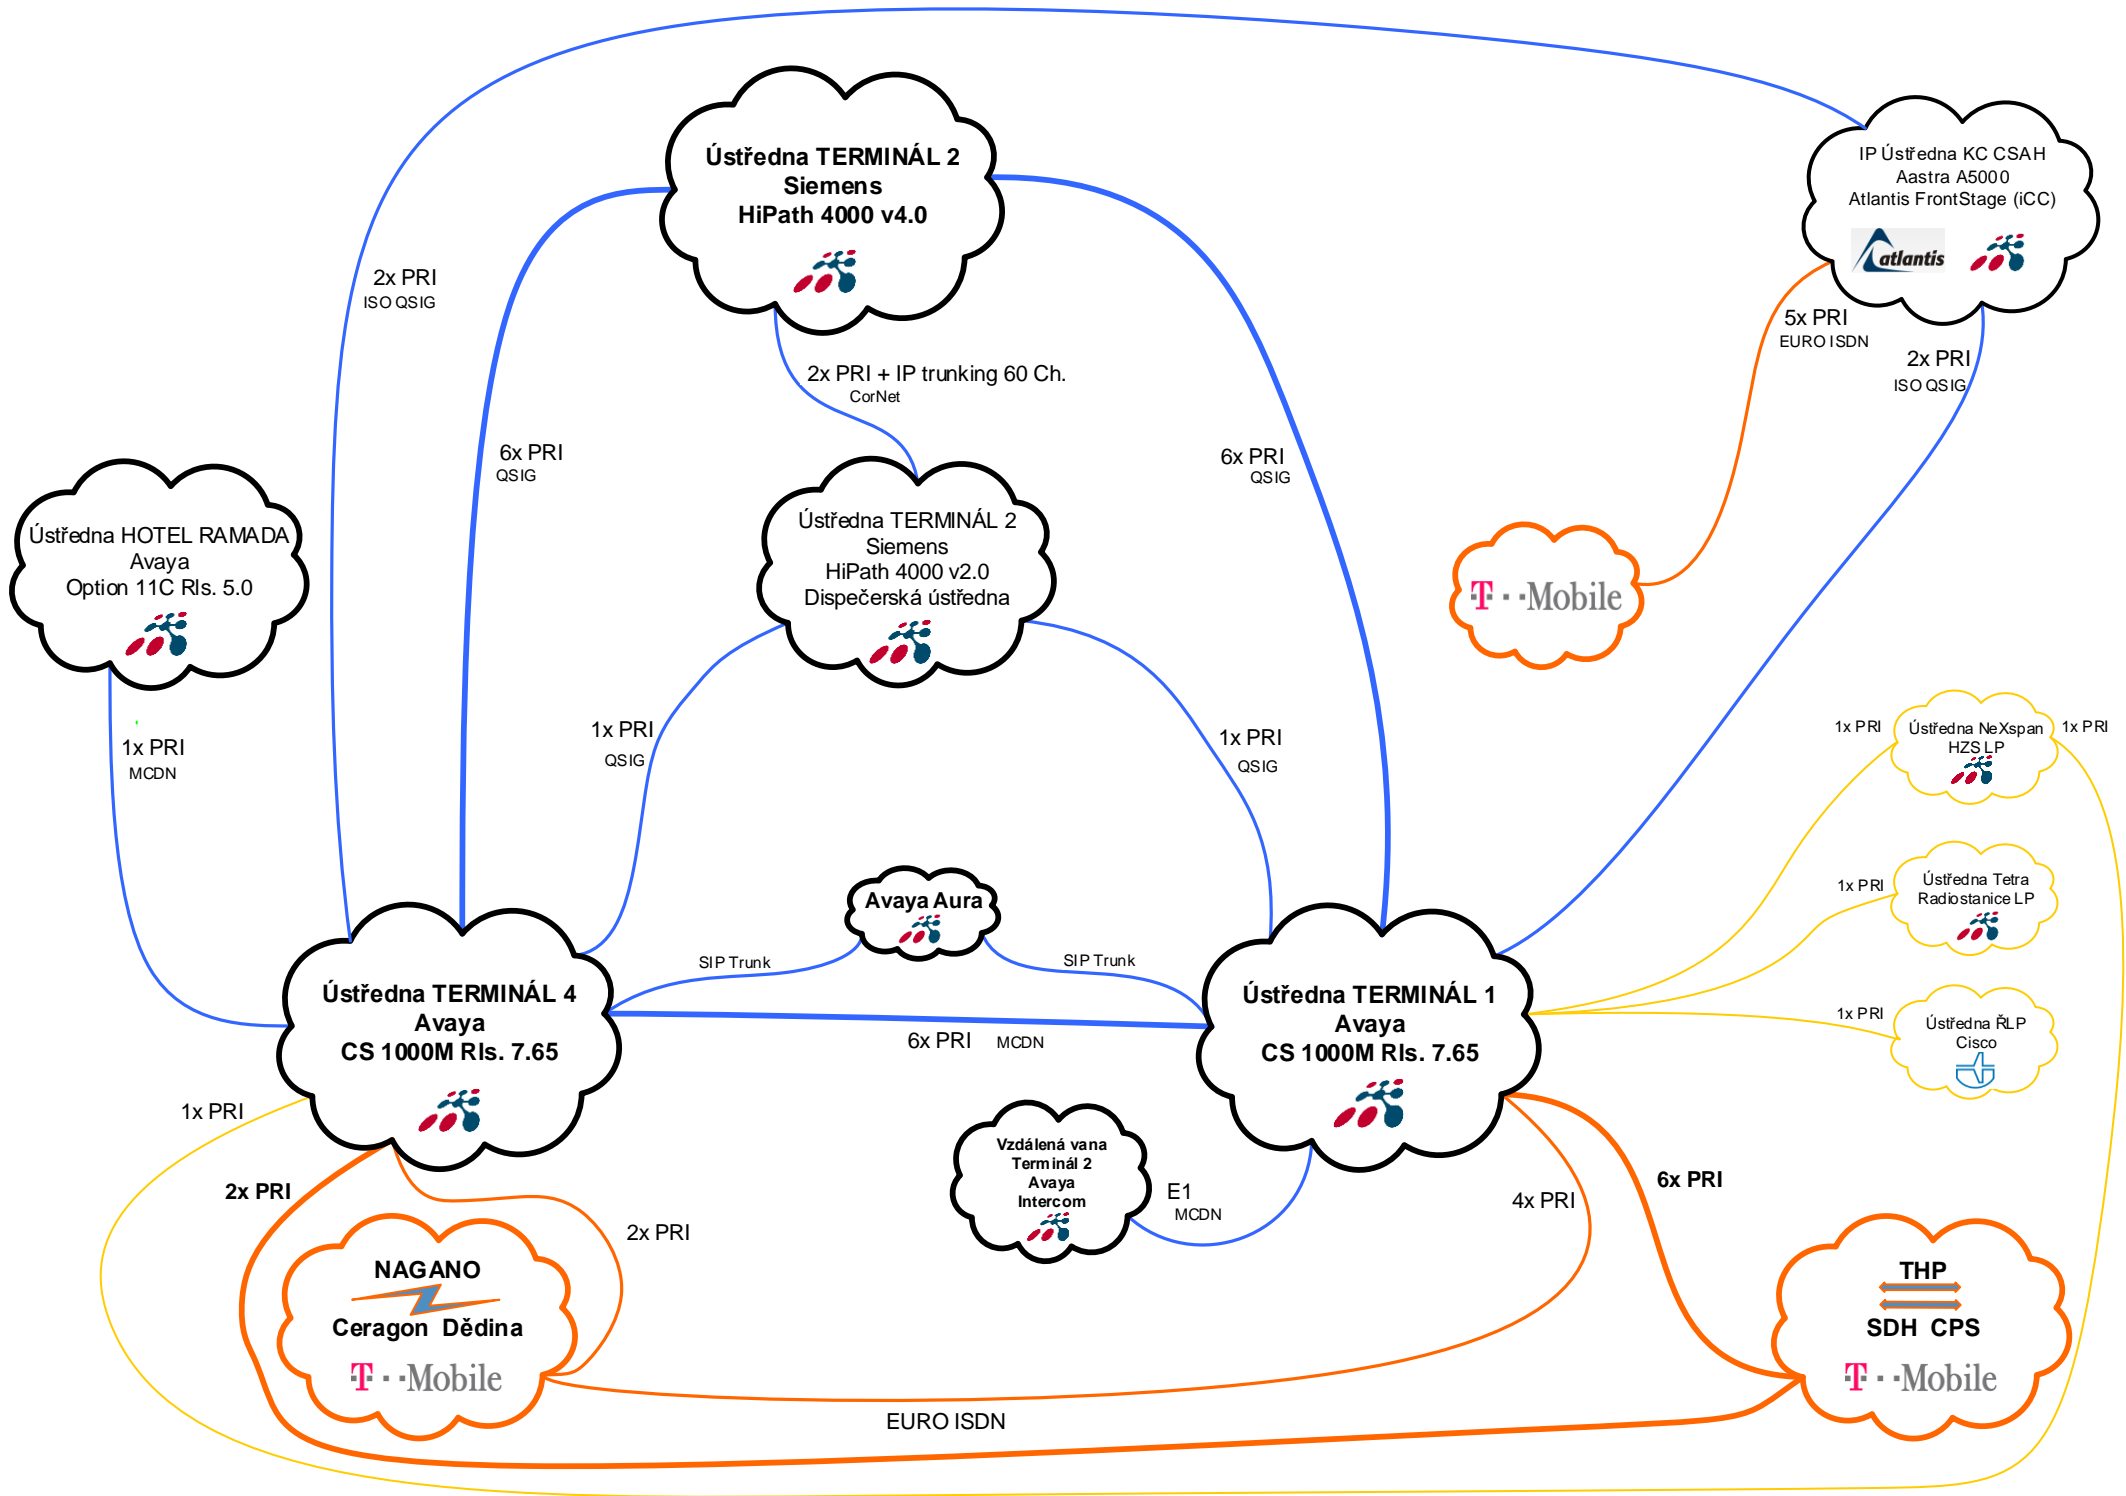 Ústředna TERMINÁL 2
Siemens
HiPath 4000 v4.0
IP Ústředna KC CSAH
Aastra A5000
Atlantis FrontStage (iCC)
atlantis
2x PRI
ISO QSIG
5x PRI
EURO ISDN
2x PRI
ISO QSIG
2x PRI + IP trunking 60 Ch.
CorNet
6x PRI
QSIG
6x PRI
QSIG
Ústředna HOTEL RAMADA
Avaya
Option 11C Rls. 5.0
Ústředna TERMINÁL 2
Siemens
HiPath 4000 v2.0
Dispečerská ústředna
T··Mobile
1x PRI
MCDN
1x PRI
QSIG
1x PRI
QSIG
1x PRI
Ústředna NeXspan
HZS LP
1x PRI
1x PRI
Ústředna Tetra
Radiostanice LP
Avaya Aura
SIP Trunk
SIP Trunk
Ústředna TERMINÁL 4
Avaya
CS 1000M Rls. 7.65
6x PRI MCDN
Ústředna TERMINÁL 1
Avaya
CS 1000M Rls. 7.65
1x PRI
Ústředna ŘLP
Cisco
1x PRI
2x PRI
2x PRI
Vzdálená vana
Terminál 2
Avaya
Intercom
E1
MCDN
4x PRI
6x PRI
NAGANO
Ceragon Dědina
T··Mobile
THP
SDH CPS
T··Mobile
EURO ISDN